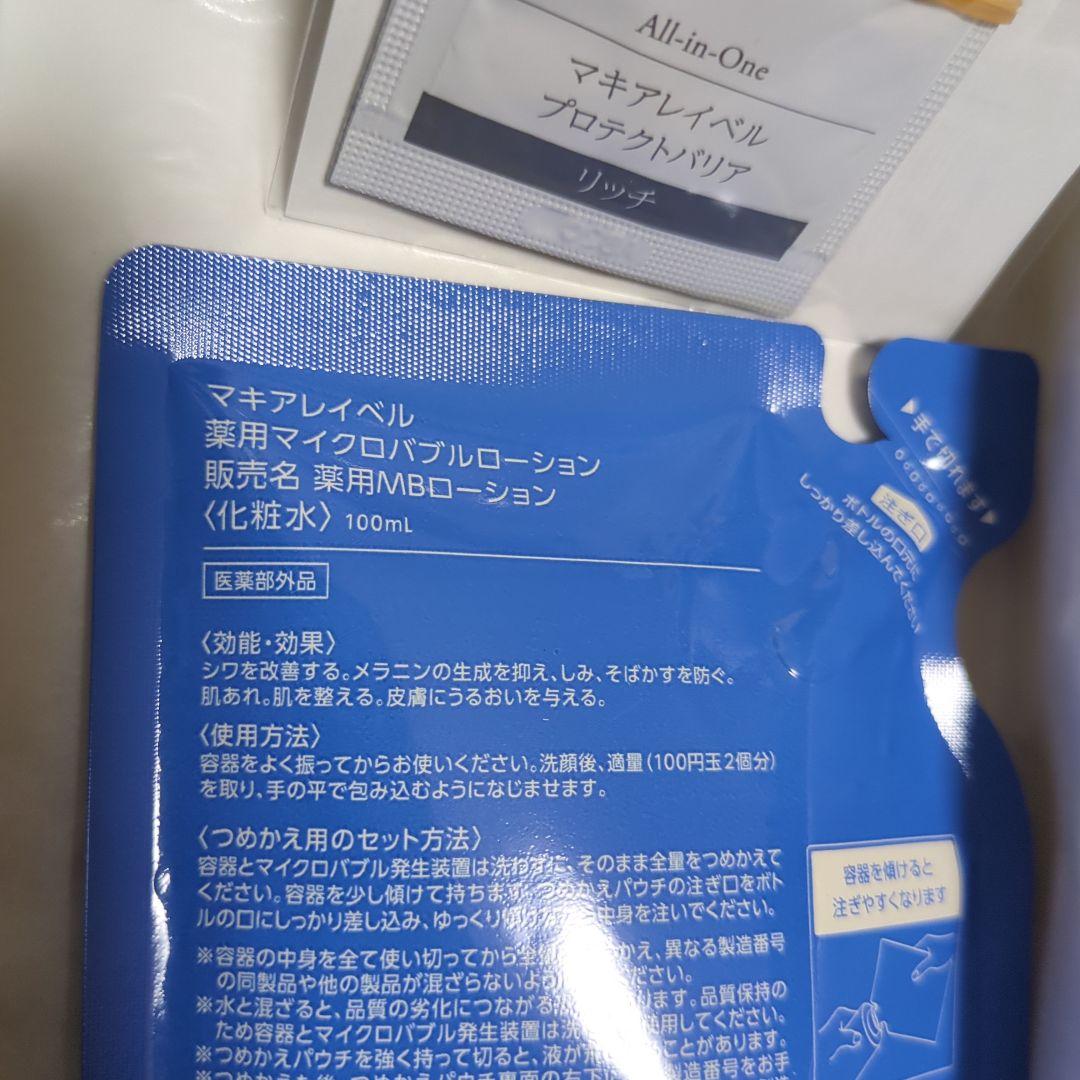 All-in-One
マキアレイベル
プロテクトバリア
リッチ
マキアレイベル
薬用マイクロバブルローション
販売名 薬用MBローション
〈化粧水〉 100mL
医薬部外品
〈効能・効果〉
シワを改善する。メラニンの生成を抑え、しみ、そばかすを防ぐ。
肌あれ。肌を整える。皮膚にうるおいを与える。
〈使用方法〉
容器をよく振ってからお使いください。洗顔後、適量(100円玉2個分)
を取り、手の平で包み込むようになじませます。
〈つめかえ用のセット方法〉
容器とマイクロバブル発生装置は洗わずに、そのまま全量をつめかえて
ください。容器を少し傾けて持ちます。つめかえパウチの注ぎ口をボト
ルの口にしっかり差し込み、ゆっくり 中身を注いでください。
※容器の中身を全て使い切ってから全 かえ、異なる製造番号
の同製品や他の製品が混ざらないよ ください。
※水と混ざると、品質の劣化につながる ります。品質保持の
ため容器とマイクロバブル発生装置は洗 使用してください。
※つめかえパウチを強く持って切ると、液が飛 ことがあります。
製造番号をお手
手で切れます
注ぎ口
ボトルの口元に
しっかり差し込んでください
容器を傾けると
注ぎやすくなります